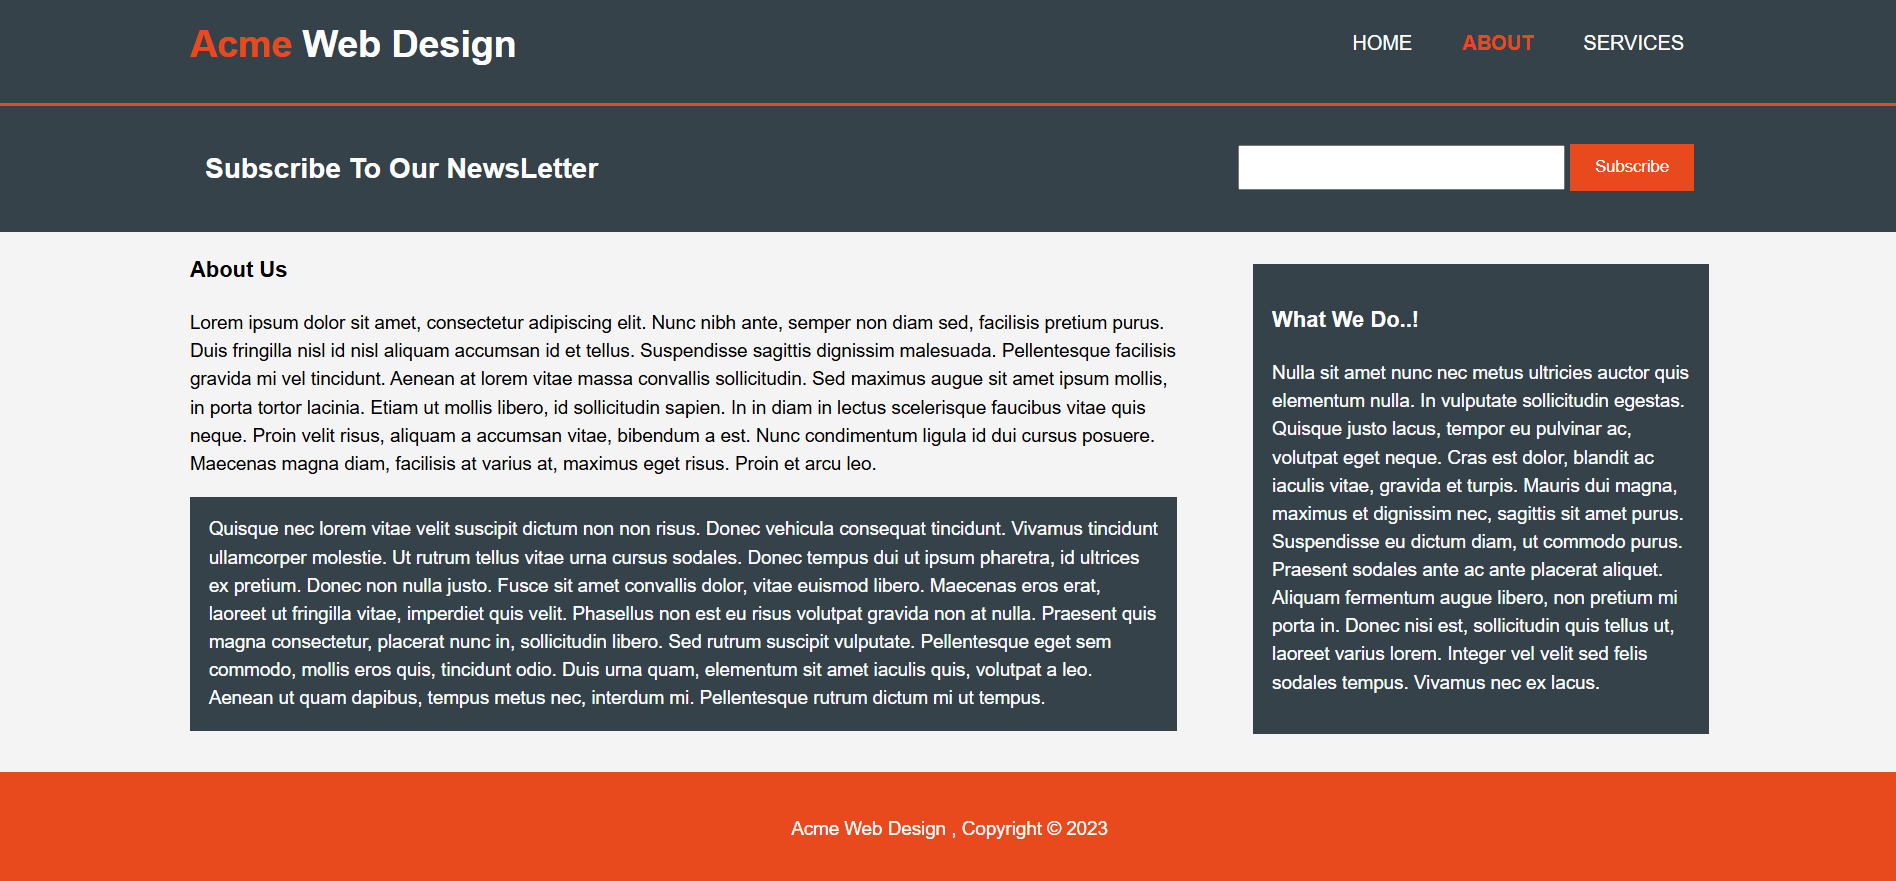 Acme Web Design
HOME ABOUT SERVICES
Subscribe To Our NewsLetter
Subscribe
About Us
Lorem ipsum dolor sit amet, consectetur adipiscing elit. Nunc nibh ante, semper non diam sed, facilisis pretium purus.
Duis fringilla nisl id nisl aliquam accumsan id et tellus. Suspendisse sagittis dignissim malesuada. Pellentesque facilisis
gravida mi vel tincidunt. Aenean at lorem vitae massa convallis sollicitudin. Sed maximus augue sit amet ipsum mollis,
in porta tortor lacinia. Etiam ut mollis libero, id sollicitudin sapien. In in diam in lectus scelerisque faucibus vitae quis
neque. Proin velit risus, aliquam a accumsan vitae, bibendum a est. Nunc condimentum ligula id dui cursus posuere.
Maecenas magna diam, facilisis at varius at, maximus eget risus. Proin et arcu leo.
Quisque nec lorem vitae velit suscipit dictum non non risus. Donec vehicula consequat tincidunt. Vivamus tincidunt
ullamcorper molestie. Ut rutrum tellus vitae urna cursus sodales. Donec tempus dui ut ipsum pharetra, id ultrices
ex pretium. Donec non nulla justo. Fusce sit amet convallis dolor, vitae euismod libero. Maecenas eros erat,
laoreet ut fringilla vitae, imperdiet quis velit. Phasellus non est eu risus volutpat gravida non at nulla. Praesent quis
magna consectetur, placerat nunc in, sollicitudin libero. Sed rutrum suscipit vulputate. Pellentesque eget sem
commodo, mollis eros quis, tincidunt odio. Duis urna quam, elementum sit amet iaculis quis, volutpat a leo.
Aenean ut quam dapibus, tempus metus nec, interdum mi. Pellentesque rutrum dictum mi ut tempus.
What We Do..!
Nulla sit amet nunc nec metus ultricies auctor quis
elementum nulla. In vulputate sollicitudin egestas.
Quisque justo lacus, tempor eu pulvinar ac,
volutpat eget neque. Cras est dolor, blandit ac
iaculis vitae, gravida et turpis. Mauris dui magna,
maximus et dignissim nec, sagittis sit amet purus.
Suspendisse eu dictum diam, ut commodo purus.
Praesent sodales ante ac ante placerat aliquet.
Aliquam fermentum augue libero, non pretium mi
porta in. Donec nisi est, sollicitudin quis tellus ut,
laoreet varius lorem. Integer vel velit sed felis
sodales tempus. Vivamus nec ex lacus.
Acme Web Design , Copyright © 2023